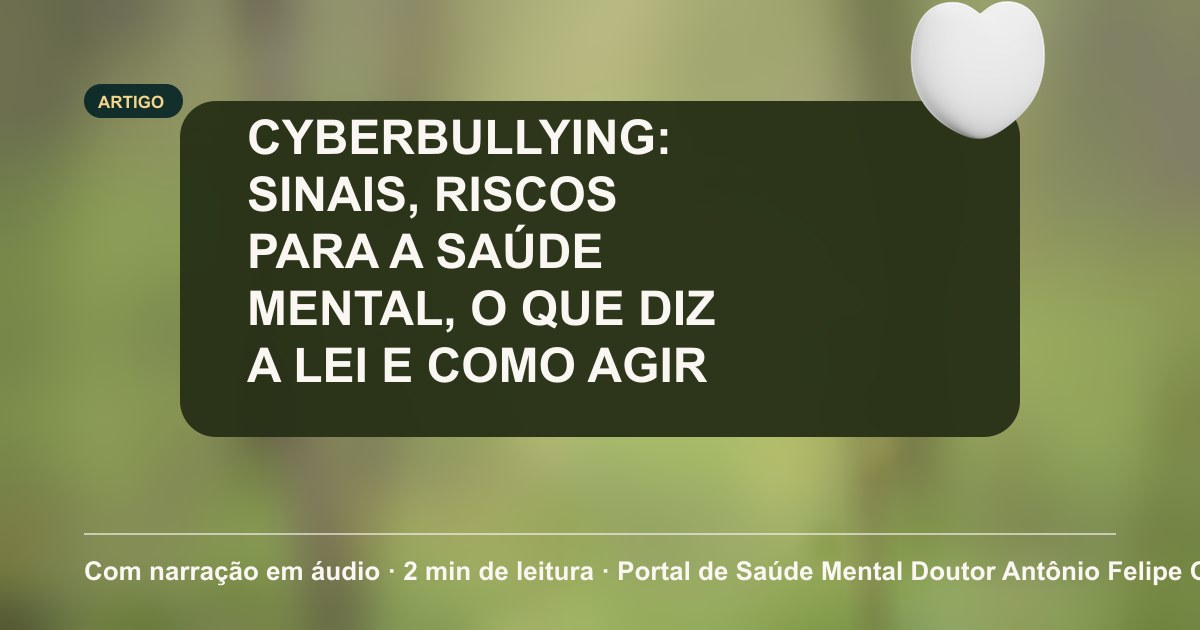 ARTIGO
CYBERBULLYING:
SINAIS, RISCOS
PARA A SAÚDE
MENTAL, O QUE DIZ
A LEI E COMO AGIR
Com narração em áudio · 2 min de leitura · Portal de Saúde Mental Doutor Antônio Felipe